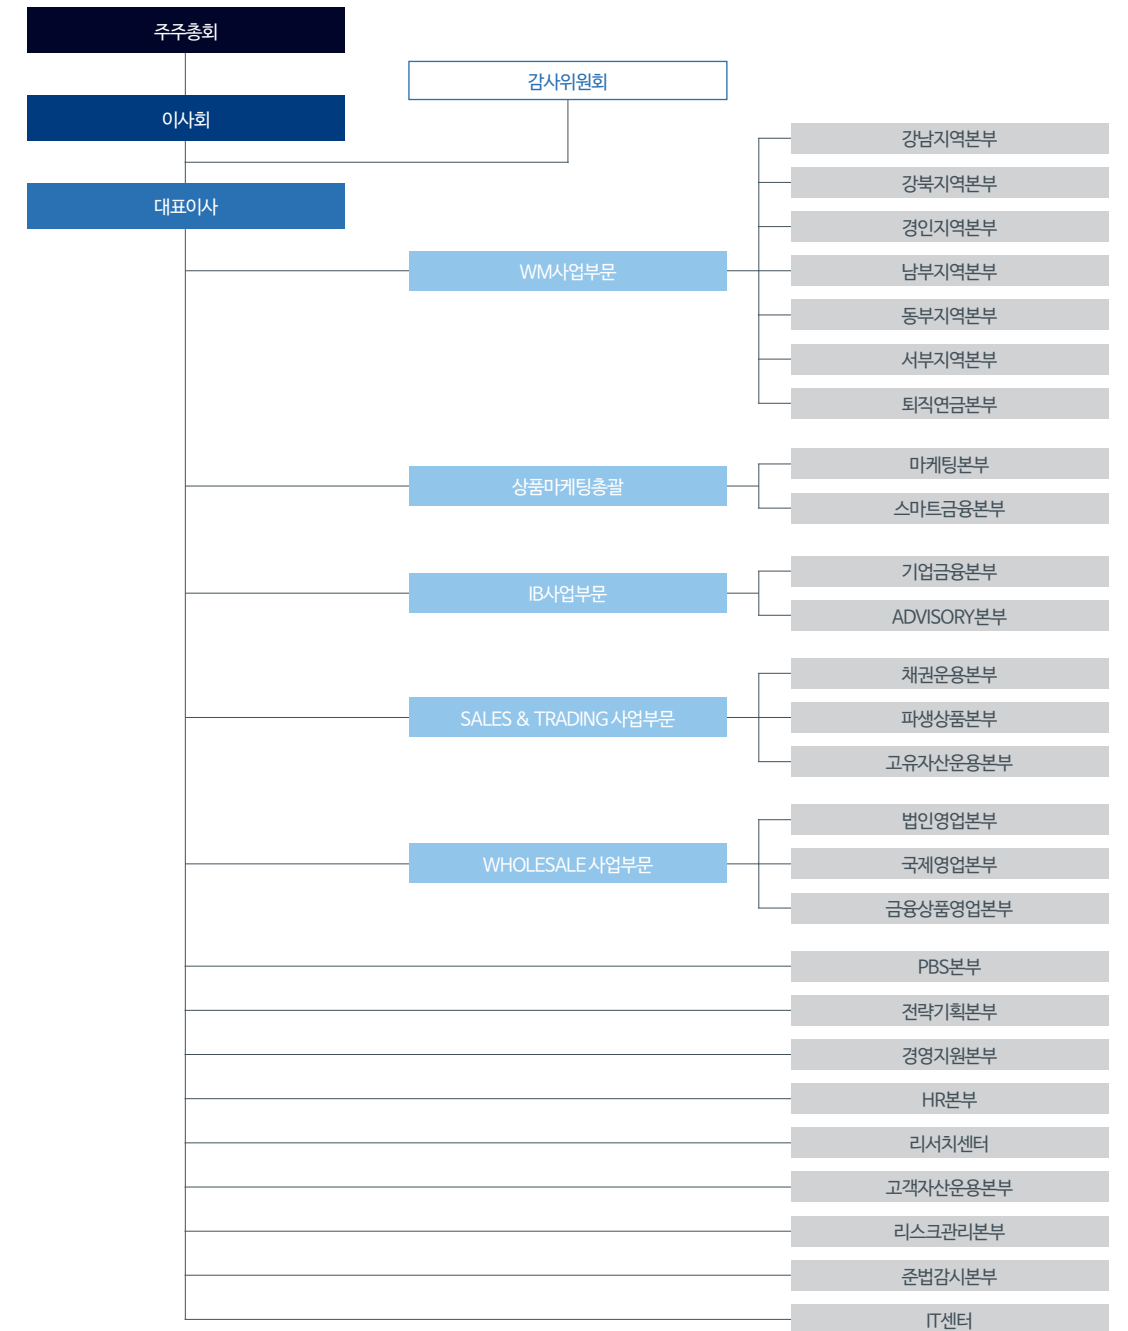 주주총회
감사위원회
이사회
대표이사
WM사업부문
강남지역본부
강북지역본부
경인지역본부
남부지역본부
동부지역본부
서부지역본부
퇴직연금본부
상품마케팅총괄
마케팅본부
스마트금융본부
IB사업부문
기업금융본부
ADVISORY본부
SALES & TRADING 사업부문
채권운용본부
파생상품본부
고유자산운용본부
WHOLESALE 사업부문
법인영업본부
국제영업본부
금융상품영업본부
PBS본부
전략기획본부
경영지원본부
HR본부
리서치센터
고객자산운용본부
리스크관리본부
준법감시본부
IT센터